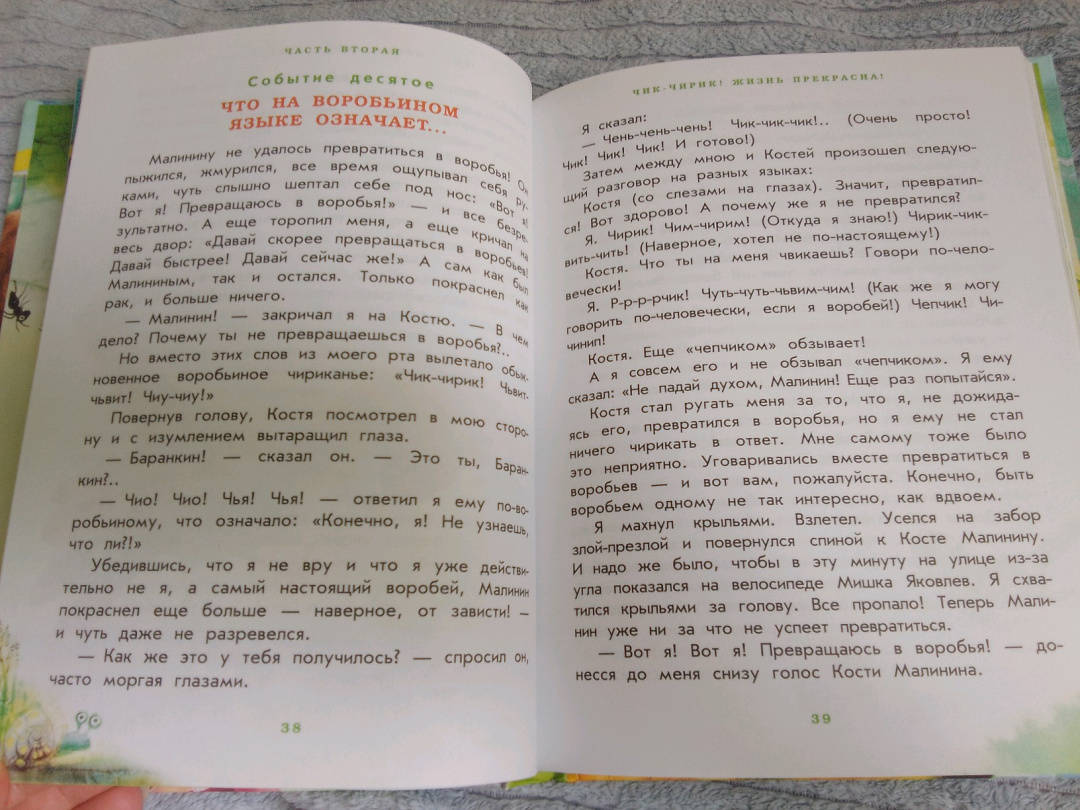 ЧАСТЬ ВТОРАЯ
Событие десятое
ЧТО НА ВОРОБЬИНОМ
ЯЗЫКЕ ОЗНАЧАЕТ...
Малинину не удалось превратиться в воробья! Он
пыжился, жмурился, все время ощупывал себя ру-
ками, чуть слышно шептал себе под нос: «Вот я!
Вот я! Превращаюсь в воробья!» — и все безре-
зультатно. А еще торопил меня, а еще кричал на
весь двор: «Давай скорее превращаться в воробьев!
Давай быстрее! Давай сейчас же!» А сам как был
Малининым, так и остался. Только покраснел как
рак, и больше ничего.
— Малинин! — закричал я на Костю. — В чем
дело? Почему ты не превращаешься в воробья?..
Но вместо этих слов из моего рта вылетало обык-
новенное воробьиное чириканье: «Чик-чирик! Чьвит-
чьвит! Чиу-чиу!»
Повернув голову, Костя посмотрел в мою сторо-
ну и с изумлением вытаращил глаза.
— Баранкин! — сказал он. — Это ты, Баран-
кин?..
— Чио! Чио! Чья! Чья! — ответил я ему по-во-
робьиному, что означало: «Конечно, я! Не узнаешь,
что ли?!»
Убедившись, что я не вру и что я уже действи-
тельно не я, а самый настоящий воробей, Малинин
покраснел еще больше — наверное, от зависти! —
и чуть даже не разревелся.
— Как же это у тебя получилось? — спросил он,
часто моргая глазами.
38
ЧИК-ЧИРИК! ЖИЗНЬ ПРЕКРАСНА!
Я сказал:
— Чень-чень-чень! Чик-чик-чик!.. (Очень просто!
Чик! Чик! Чик! И готово!)
Затем между мною и Костей произошел следую-
щий разговор на разных языках:
Костя (со слезами на глазах). Значит, превратил-
ся! Вот здорово! А почему же я не превратился?
Я. Чирик! Чим-чирим! (Откуда я знаю!) Чирик-чик-
вить-чить! (Наверное, хотел не по-настоящему!)
Костя. Что ты на меня чвикаешь? Говори по-чело-
вечески!
Я. Р-р-р-рчик! Чуть-чуть-чьвим-чим! (Как же я могу
говорить по-человечески, если я воробей!) Чепчик! Чи-
чинип!
Костя. Еще «чепчиком» обзывает!
А я совсем его и не обзывал «чепчиком». Я ему
сказал: «Не падай духом, Малинин! Еще раз попытайся».
Костя стал ругать меня за то, что я, не дожида-
ясь его, превратился в воробья, но я ему не стал
ничего чирикать в ответ. Мне самому тоже было
это неприятно. Уговаривались вместе превратиться в
воробьев — и вот вам, пожалуйста. Конечно, быть
воробьем одному не так интересно, как вдвоем.
Я махнул крыльями. Взлетел. Уселся на забор
злой-презлой и повернулся спиной к Косте Малинину.
И надо же было, чтобы в эту минуту на улице из-за
угла показался на велосипеде Мишка Яковлев. Я схва-
тился крыльями за голову. Все пропало! Теперь Мали-
нин уже ни за что не успеет превратиться.
— Вот я! Вот я! Превращаюсь в воробья! — до-
несся до меня снизу голос Кости Малинина.
39